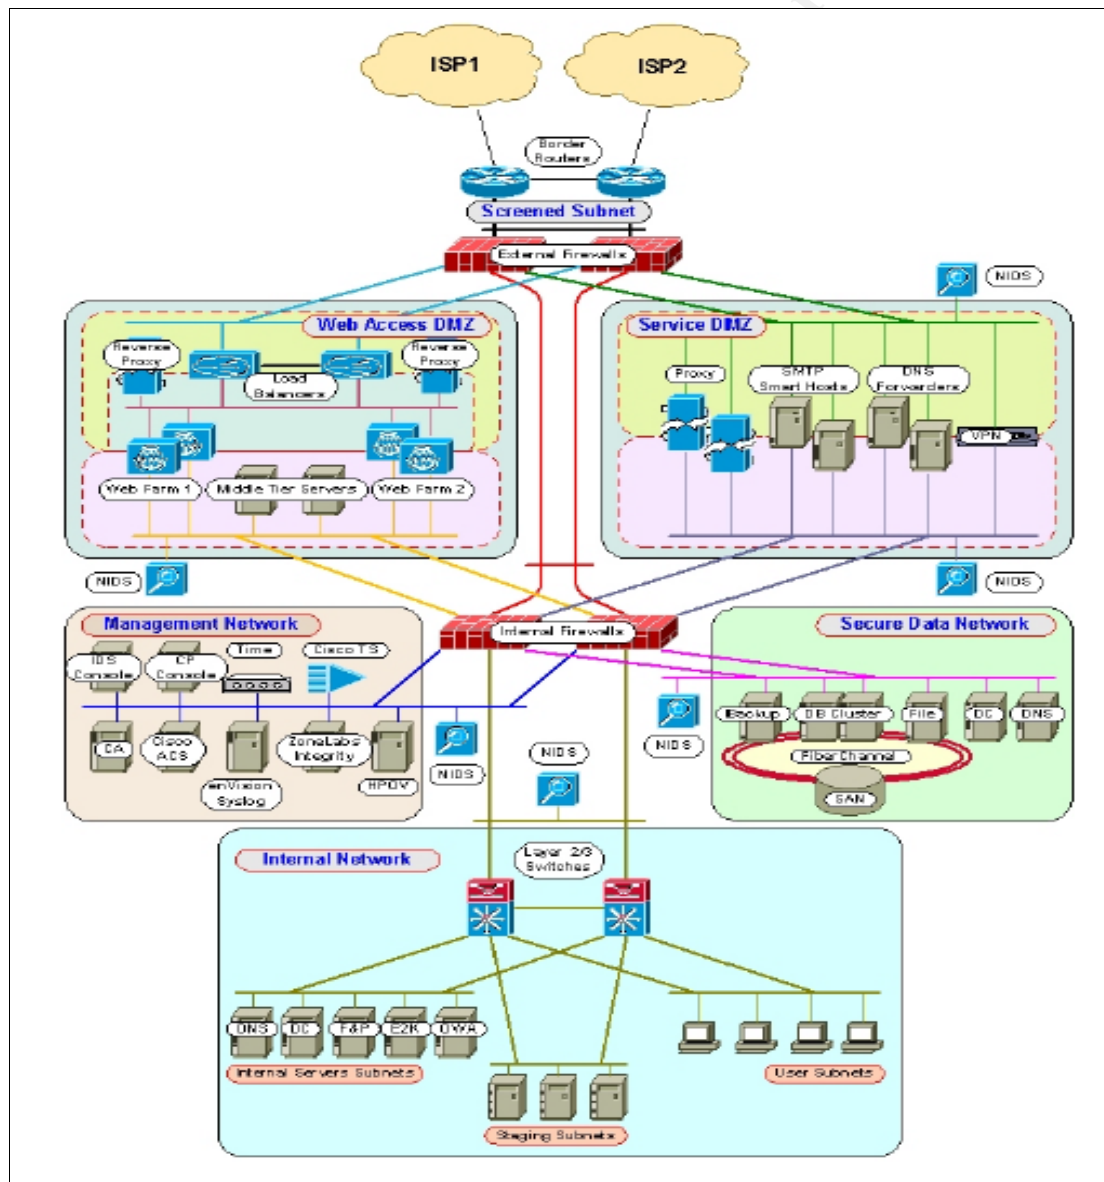 ISP1
ISP2
Border
Routers
Screened Subnet
External Firewalls
NIDS
Web Access DMZ
Service DMZ
Reverse
Proxy
Reverse
Proxy
Load
Balancers
Proxy
SMTP
Smart Hosts
DNS
Forwarders
VPN
Web Farm 1
Middle Tier Servers
Web Farm 2
NIDS
NIDS
Management Network
Internal Firewalls
Secure Data Network
IDS
Console
CP
Console
Time
Cisco TS
Backup
DB Cluster
File
DC
DNS
CA
Cisco
ACS
enVision
Syslog
ZoneLabs
Integrity
HPOV
NIDS
NIDS
NIDS
FiberChannel
SAN
Internal Network
Layer 2/3
Switches
DNS
DC
F&P
E2K
OWA
Internal Servers Subnets
User Subnets
Staging Subnets